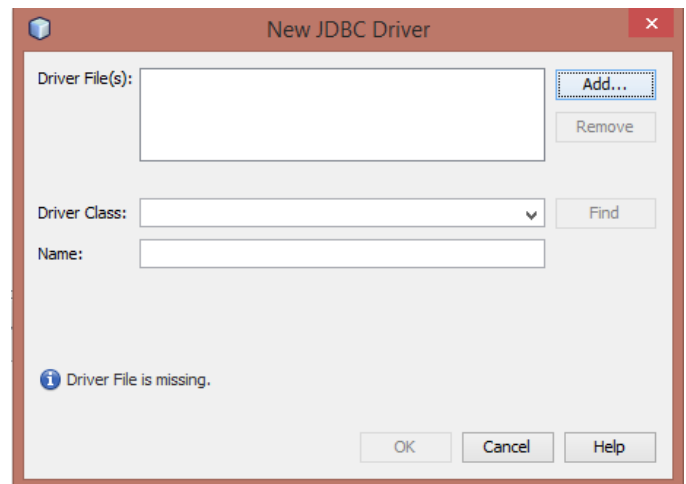 New JDBC Driver
Driver File(s):
Add...
Remove
Driver Class:
Find
Name:
Driver File is missing.
OK Cancel Help